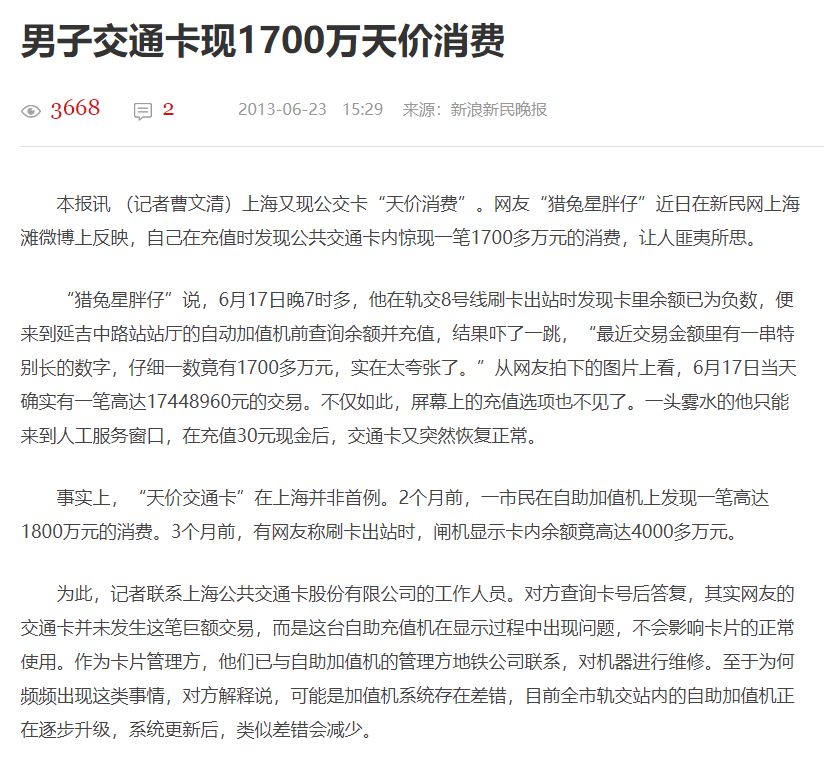 男子交通卡现1700万天价消费
3668 2 2013-06-23 15:29 来源：新浪新民晚报
本报讯 （记者曹文清）上海又现公交卡“天价消费”。网友“猎兔星胖仔”近日在新民网上海
滩微博上反映，自己在充值时发现公共交通卡内惊现一笔1700多万元的消费，让人匪夷所思。
“猎兔星胖仔”说，6月17日晚7时多，他在轨交8号线刷卡出站时发现卡里余额已为负数，便
来到延吉中路站站厅的自动加值机前查询余额并充值，结果吓了一跳，“最近交易金额里有一串特
别长的数字，仔细一数竟有1700多万元，实在太夸张了。”从网友拍下的图片上看，6月17日当天
确实有一笔高达17448960元的交易。不仅如此，屏幕上的充值选项也不见了。一头雾水的他只能
来到人工服务窗口，在充值30元现金后，交通卡又突然恢复正常。
事实上，“天价交通卡”在上海并非首例。2个月前，一市民在自助加值机上发现一笔高达
1800万元的消费。3个月前，有网友称刷卡出站时，闸机显示卡内余额竟高达4000多万元。
为此，记者联系上海公共交通卡股份有限公司的工作人员。对方查询卡号后答复，其实网友的
交通卡并未发生这笔巨额交易，而是这台自助充值机在显示过程中出现问题，不会影响卡片的正常
使用。作为卡片管理方，他们已与自助加值机的管理方地铁公司联系，对机器进行维修。至于为何
频频出现这类事情，对方解释说，可能是加值机系统存在差错，目前全市轨交站内的自助加值机正
在逐步升级，系统更新后，类似差错会减少。